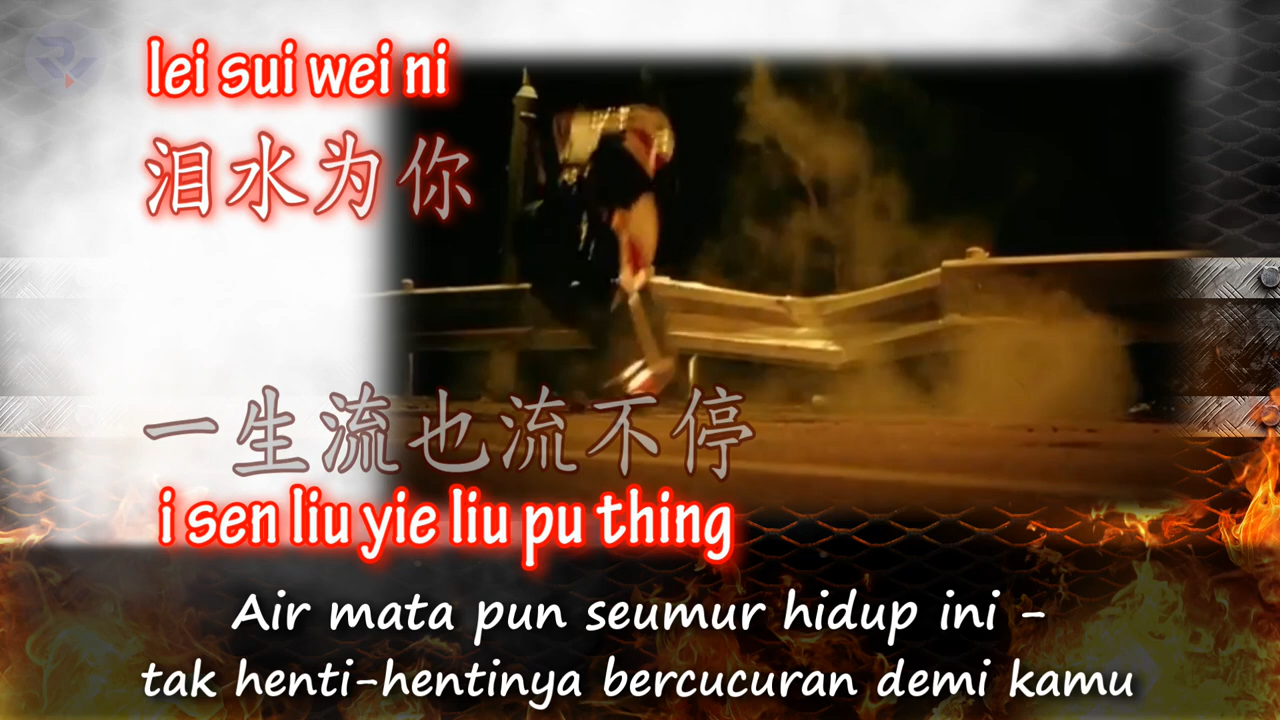 lei sui wei ni
泪水为你
一生流也流不停
i sen liu yie liu pu thing
Air mata pun seumur hidup ini -
tak henti-hentinya bercucuran demi kamu